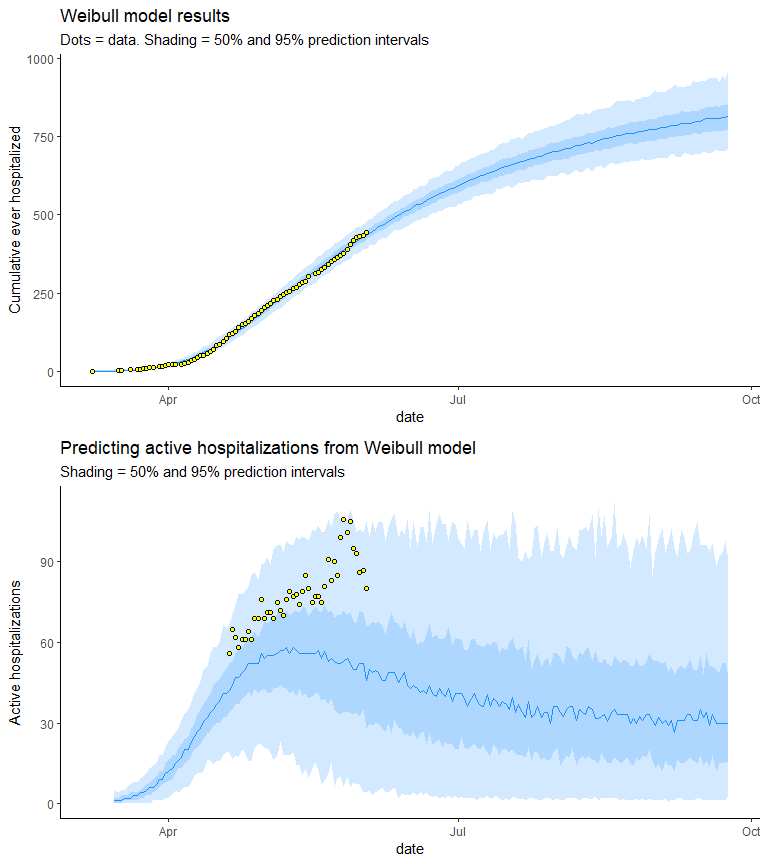 Weibull model results
Dots = data. Shading = 50% and 95% prediction intervals
1000
750
500
250
0
Cumulative ever hospitalized
Apr
Jul
Oct
date
Predicting active hospitalizations from Weibull model
Shading = 50% and 95% prediction intervals
90
60
30
0
Active hospitalizations
Apr
Jul
Oct
date